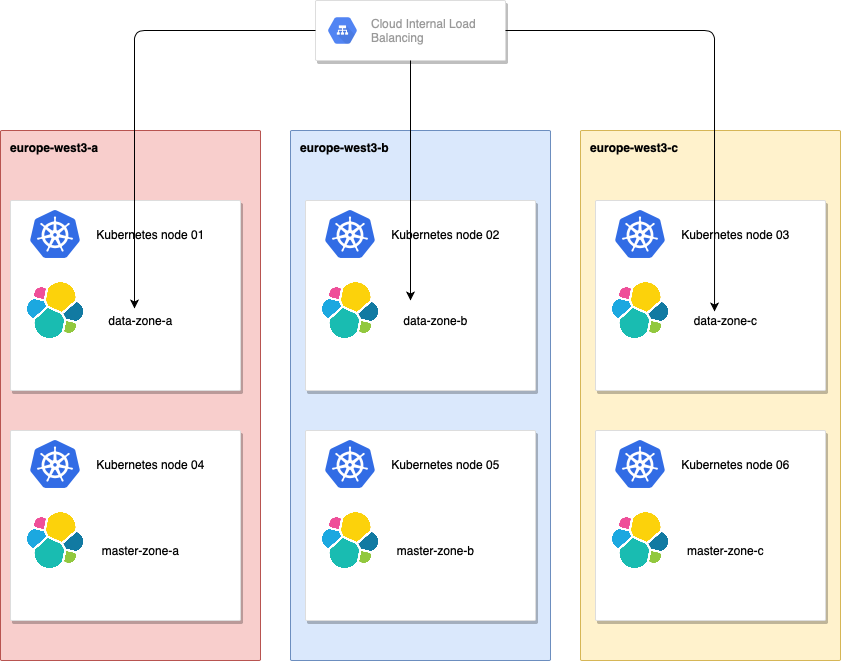 Cloud Internal Load
Balancing
europe-west3-a
europe-west3-b
europe-west3-c
Kubernetes node 01
Kubernetes node 02
Kubernetes node 03
data-zone-a
data-zone-b
data-zone-c
Kubernetes node 04
Kubernetes node 05
Kubernetes node 06
master-zone-a
master-zone-b
master-zone-c